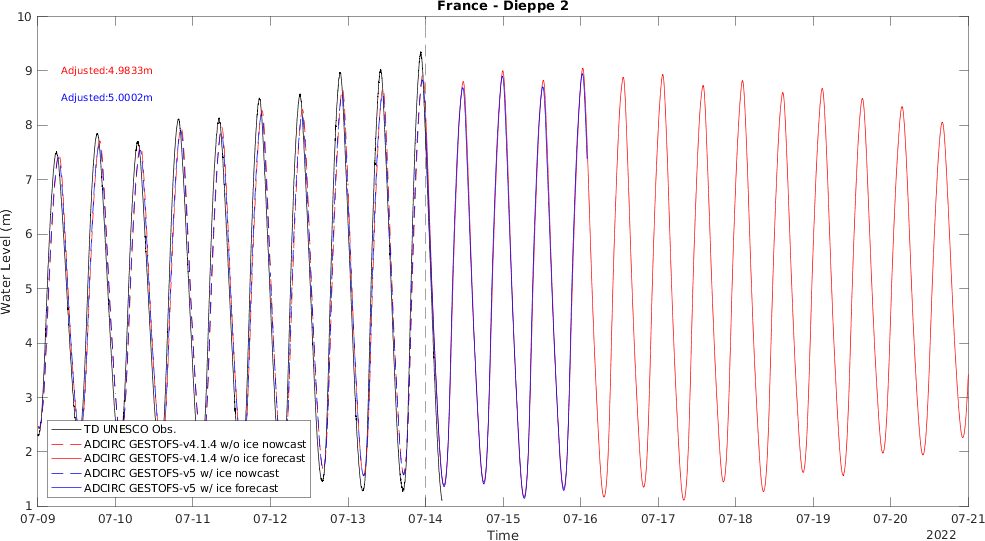 France - Dieppe 2
10
9
8
7
6
5
4
3
2
1
Water Level (m)
Adjusted:4.9833m
Adjusted:5.0002m
TD UNESCO Obs.
ADCIRC GESTOFS-v4.1.4 w/o ice nowcast
ADCIRC GESTOFS-v4.1.4 w/o ice forecast
ADCIRC GESTOFS-v5 w/ ice nowcast
ADCIRC GESTOFS-v5 w/ ice forecast
07-09 07-10 07-11 07-12 07-13 07-14 07-15 07-16 07-17 07-18 07-19 07-20 07-21
Time
2022